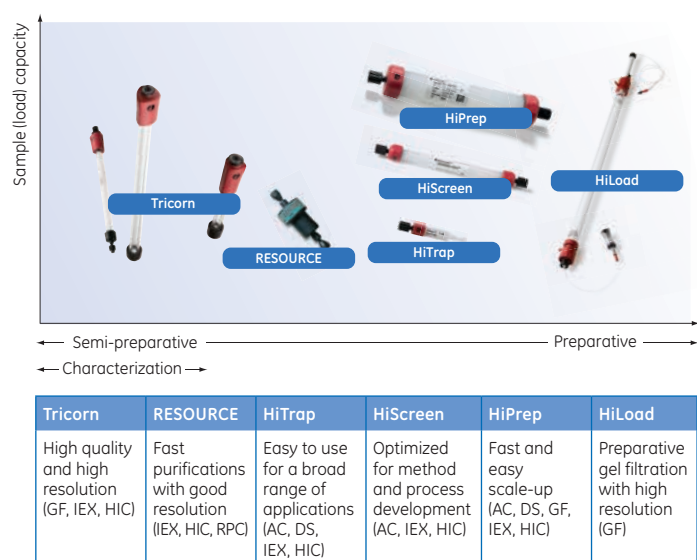 Sample (load) capacity
HiPrep
HiScreen
HiLoad
Tricorn
RESOURCE
HiTrap
Semi-preparative
Preparative
Characterization
Tricorn
High quality
and high
resolution
(GF, IEX, HIC)
RESOURCE
Fast
purifications
with good
resolution
(IEX, HIC, RPC)
HiTrap
Easy to use
for a broad
range of
applications
(AC, DS,
IEX, HIC)
HiScreen
Optimized
for method
and process
development
(AC, IEX, HIC)
HiPrep
Fast and
easy
scale-up
(AC, DS, GF,
IEX, HIC)
HiLoad
Preparative
gel filtration
with high
resolution
(GF)